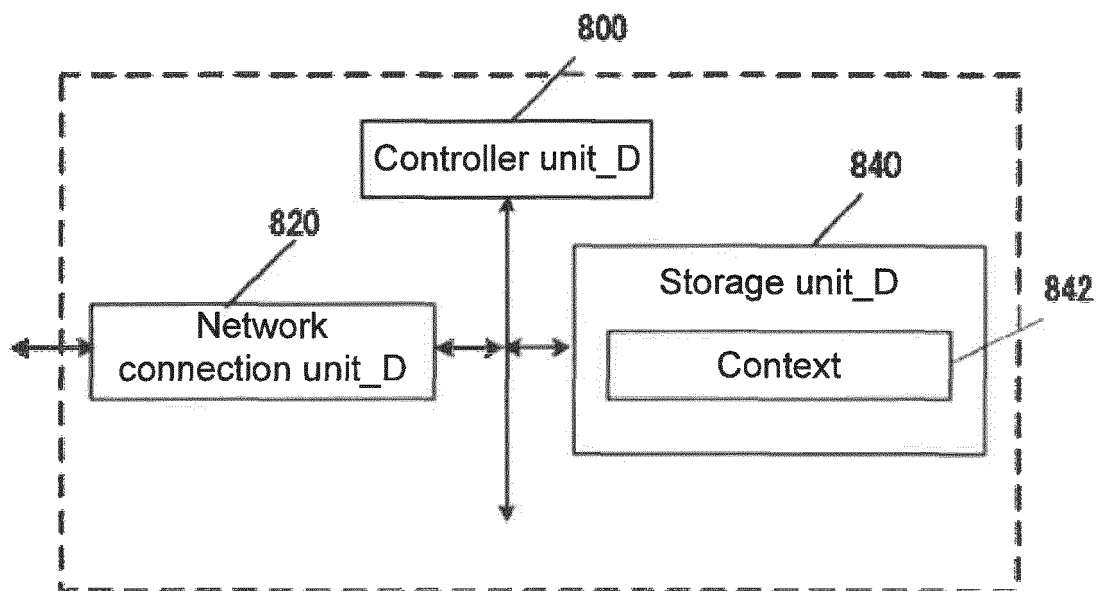 800
Controller unit_D
840
820
Storage unit_D
842
Network
connection unit_D
Context